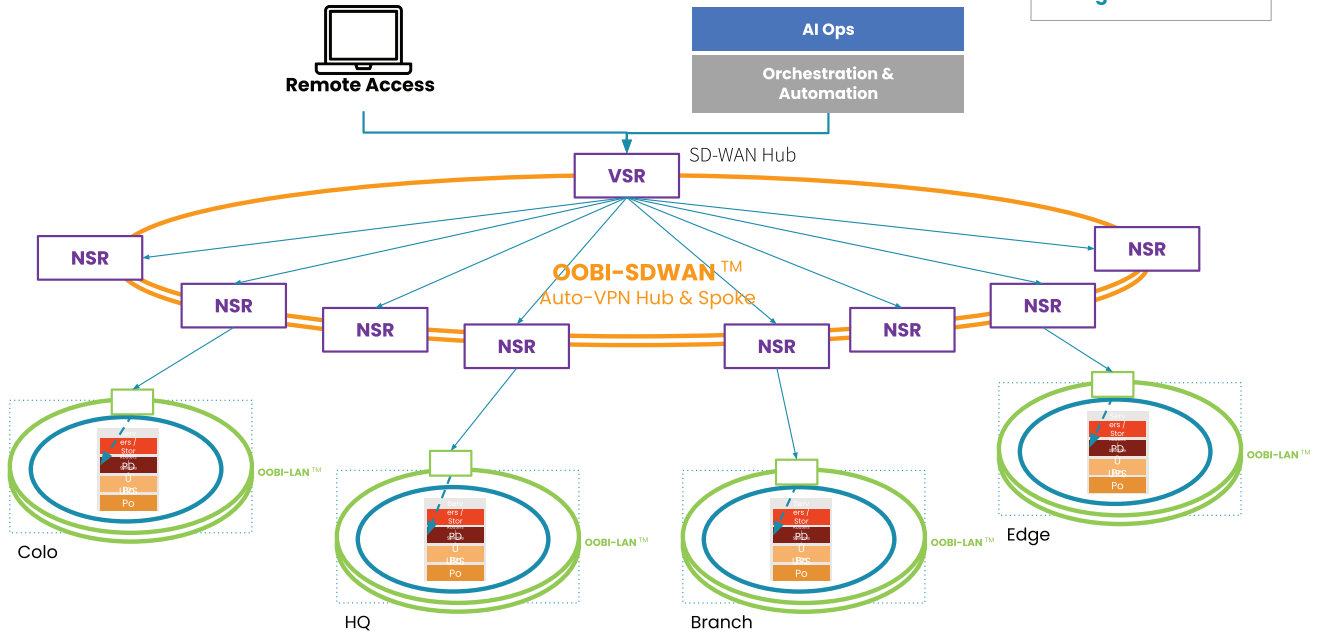 Remote Access
AI Ops
Orchestration &
Automation
SD-WAN Hub
VSR
NSR
NSR
NSR
NSR
NSR
NSR
NSR
NSR
OOBI-SDWAN™
Auto-VPN Hub & Spoke
ers /
Stor
PD
U
Po
OOBI-LAN™
Colo
ers /
Stor
PD
U
Po
OOBI-LAN™
HQ
ers /
Stor
PD
U
Po
OOBI-LAN™
Branch
ers /
Stor
PD
U
Po
OOBI-LAN™
Edge